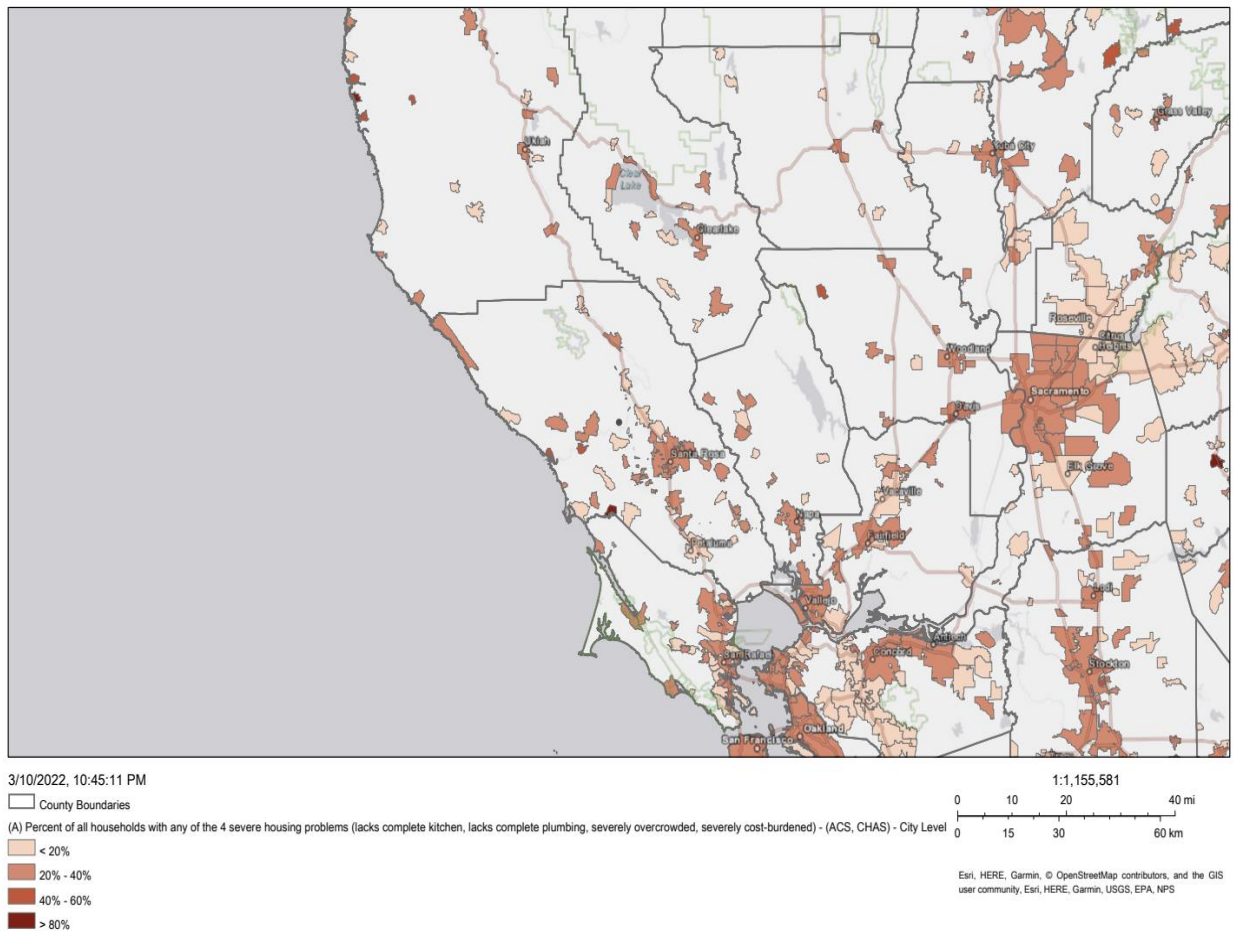 Grass Valley
Ukiah
Yuba City
Clear
Lake
Clearlake
Roseville
Citrus
Heights
Woodland
Sacramento
Davis
Santa Rosa
Elk Grove
Vacaville
Napa
Fairfield
Petaluma
Lodi
Vallejo
Antioch
San Rafael
Concord
Stockton
Oakland
San Francisco
3/10/2022, 10:45:11 PM
1:1,155,581
County Boundaries
0 10 20 40 mi
(A) Percent of all households with any of the 4 severe housing problems (lacks complete kitchen, lacks complete plumbing, severely overcrowded, severely cost-burdened) - (ACS, CHAS) - City Level
0 15 30 60 km
< 20%
20% - 40%
40% - 60%
> 80%
Esri, HERE, Garmin, © OpenStreetMap contributors, and the GIS
user community, Esri, HERE, Garmin, USGS, EPA, NPS